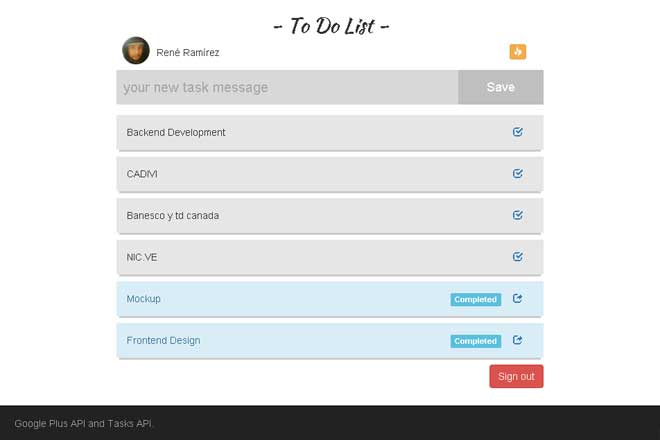 - To Do List -
René Ramírez
your new task message
Save
Backend Development
CADIVI
Banesco y td canada
NIC.VE
Mockup
Completed
Frontend Design
Completed
Sign out
Google Plus API and Tasks API.